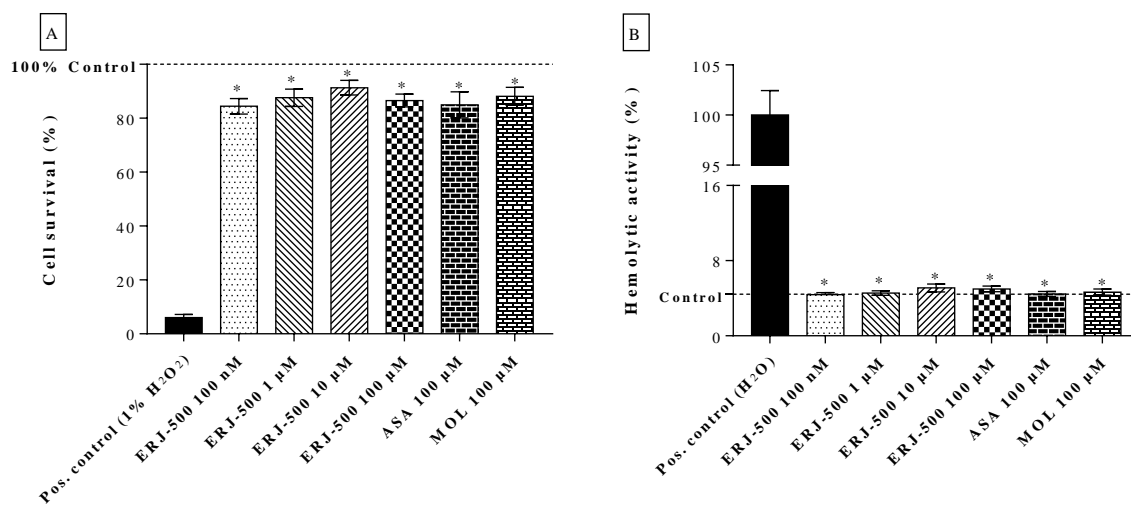 A
100% Control
80
60
40
20
0
Cell survival (%)
*
*
*
*
*
*
Pos. control (1% H₂O₂)
ERJ-500 100 nM
ERJ-500 1 µM
ERJ-500 10 µM
ERJ-500 100 µM
ASA 100 µM
MOL 100 µM
B
105
100
95
16
8
Control
0
Hemolytic activity (%)
*
*
*
*
*
*
Pos. control (H₂O)
ERJ-500 100 nM
ERJ-500 1 µM
ERJ-500 10 µM
ERJ-500 100 µM
ASA 100 µM
MOL 100 µM